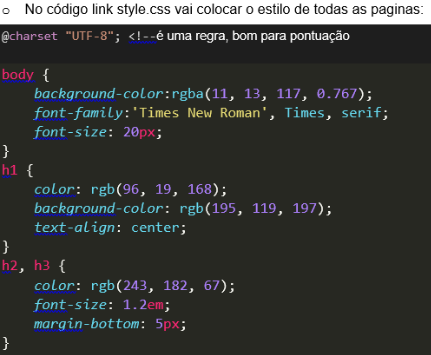 o No código link style.css vai colocar o estilo de todas as paginas:
@charset "UTF-8"; <!--é uma regra, bom para pontuação
body {
background-color:rgba(11, 13, 117, 0.767);
font-family:'Times New Roman', Times, serif;
font-size: 20px;
}
h1 {
color: rgb(96, 19, 168);
background-color: rgb(195, 119, 197);
text-align: center;
}
h2, h3 {
color: rgb(243, 182, 67);
font-size: 1.2em;
margin-bottom: 5px;
}